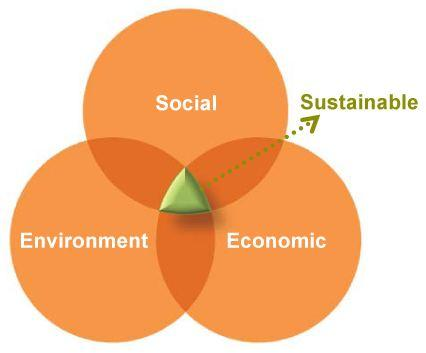 Social
Sustainable
Environment
Economic